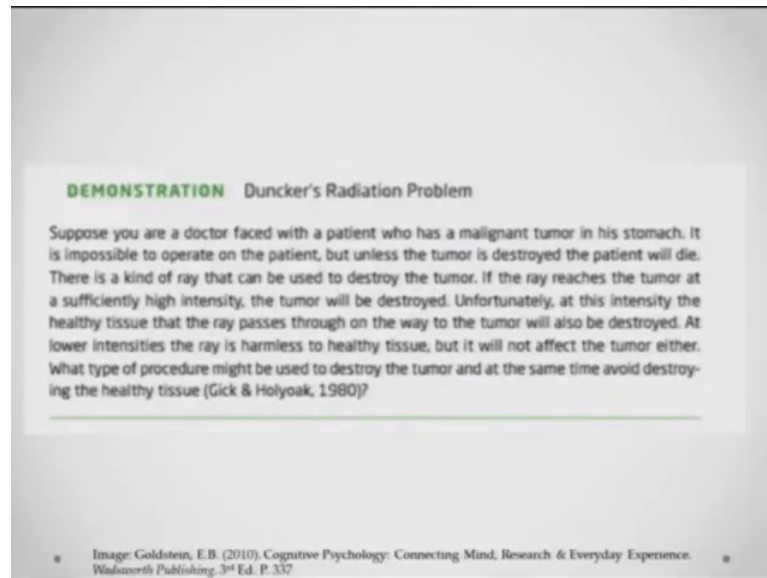 DEMONSTRATION Duncker's Radiation Problem
Suppose you are a doctor faced with a patient who has a malignant tumor in his stomach. It
is impossible to operate on the patient, but unless the tumor is destroyed the patient will die.
There is a kind of ray that can be used to destroy the tumor. If the ray reaches the tumor at
a sufficiently high intensity, the tumor will be destroyed. Unfortunately, at this intensity the
healthy tissue that the ray passes through on the way to the tumor will also be destroyed. At
lower intensities the ray is harmless to healthy tissue, but it will not affect the tumor either.
What type of procedure might be used to destroy the tumor and at the same time avoid destroy-
ing the healthy tissue (Gick & Holyoak, 1980)?
Image: Goldstein, E.B. (2010). Cognitive Psychology: Connecting Mind, Research & Everyday Experience.
Wadsworth Publishing. 3rd Ed. P. 337